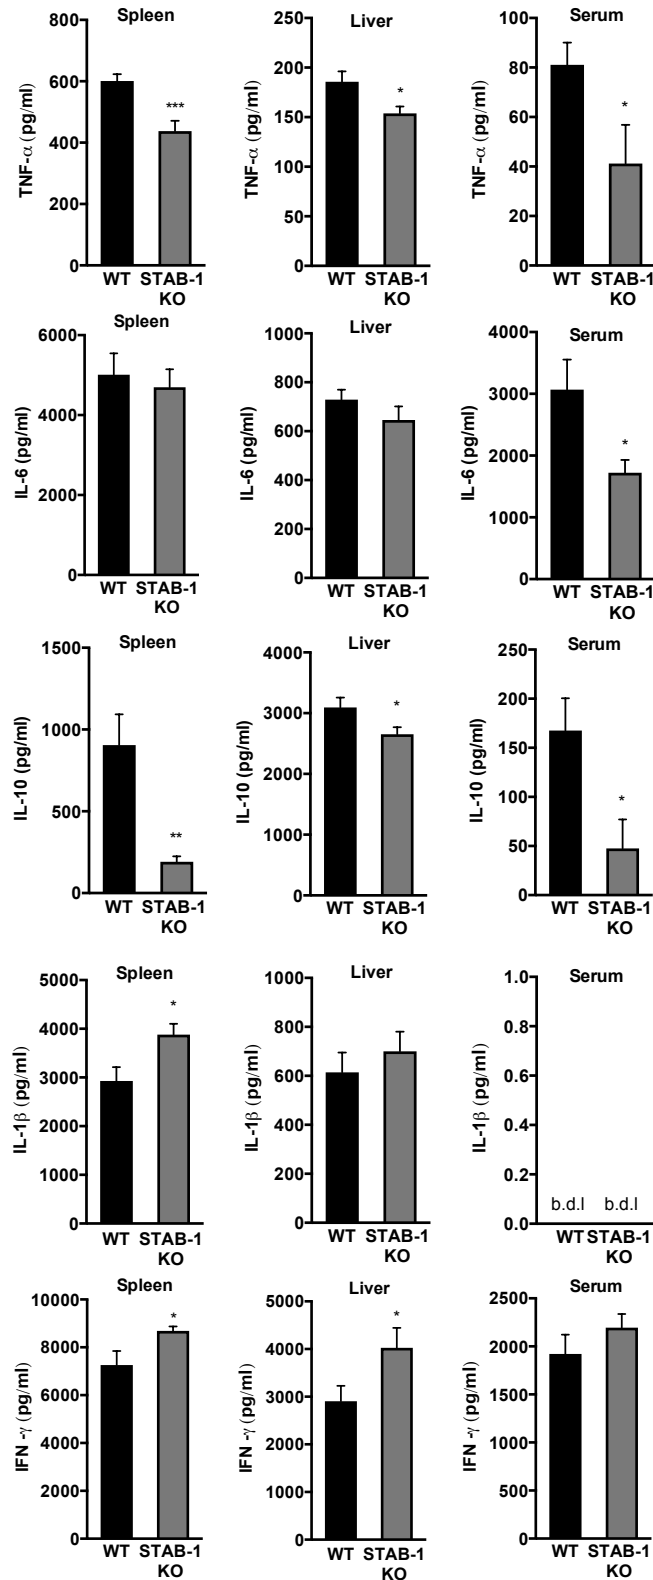 Spleen
TNF-α (pg/ml)
800
600
400
200
0
***
WT STAB-1
KO
Liver
TNF-α (pg/ml)
250
200
150
100
50
0
*
WT STAB-1
KO
Serum
TNF-α (pg/ml)
100
80
60
40
20
0
*
WT STAB-1
KO
Spleen
IL-6 (pg/ml)
6000
4000
2000
0
WT STAB-1
KO
Liver
IL-6 (pg/ml)
1000
800
600
400
200
0
WT STAB-1
KO
Serum
IL-6 (pg/ml)
4000
3000
2000
1000
0
*
WT STAB-1
KO
Spleen
IL-10 (pg/ml)
1500
1000
500
0
**
WT STAB-1
KO
Liver
IL-10 (pg/ml)
4000
3000
2000
1000
0
*
WT STAB-1
KO
Serum
IL-10 (pg/ml)
250
200
150
100
50
0
*
WT STAB-1
KO
Spleen
IL-1β (pg/ml)
5000
4000
3000
2000
1000
0
*
WT STAB-1
KO
Liver
IL-1β (pg/ml)
1000
800
600
400
200
0
WT STAB-1
KO
Serum
IL-1β (pg/ml)
1.0
0.8
0.6
0.4
0.2
0.0
b.d.l b.d.l
WT STAB-1
KO
Spleen
IFN -γ (pg/ml)
10000
8000
6000
4000
2000
0
*
WT STAB-1
KO
Liver
IFN -γ (pg/ml)
5000
4000
3000
2000
1000
0
*
WT STAB-1
KO
Serum
IFN -γ (pg/ml)
2500
2000
1500
1000
500
0
WT STAB-1
KO